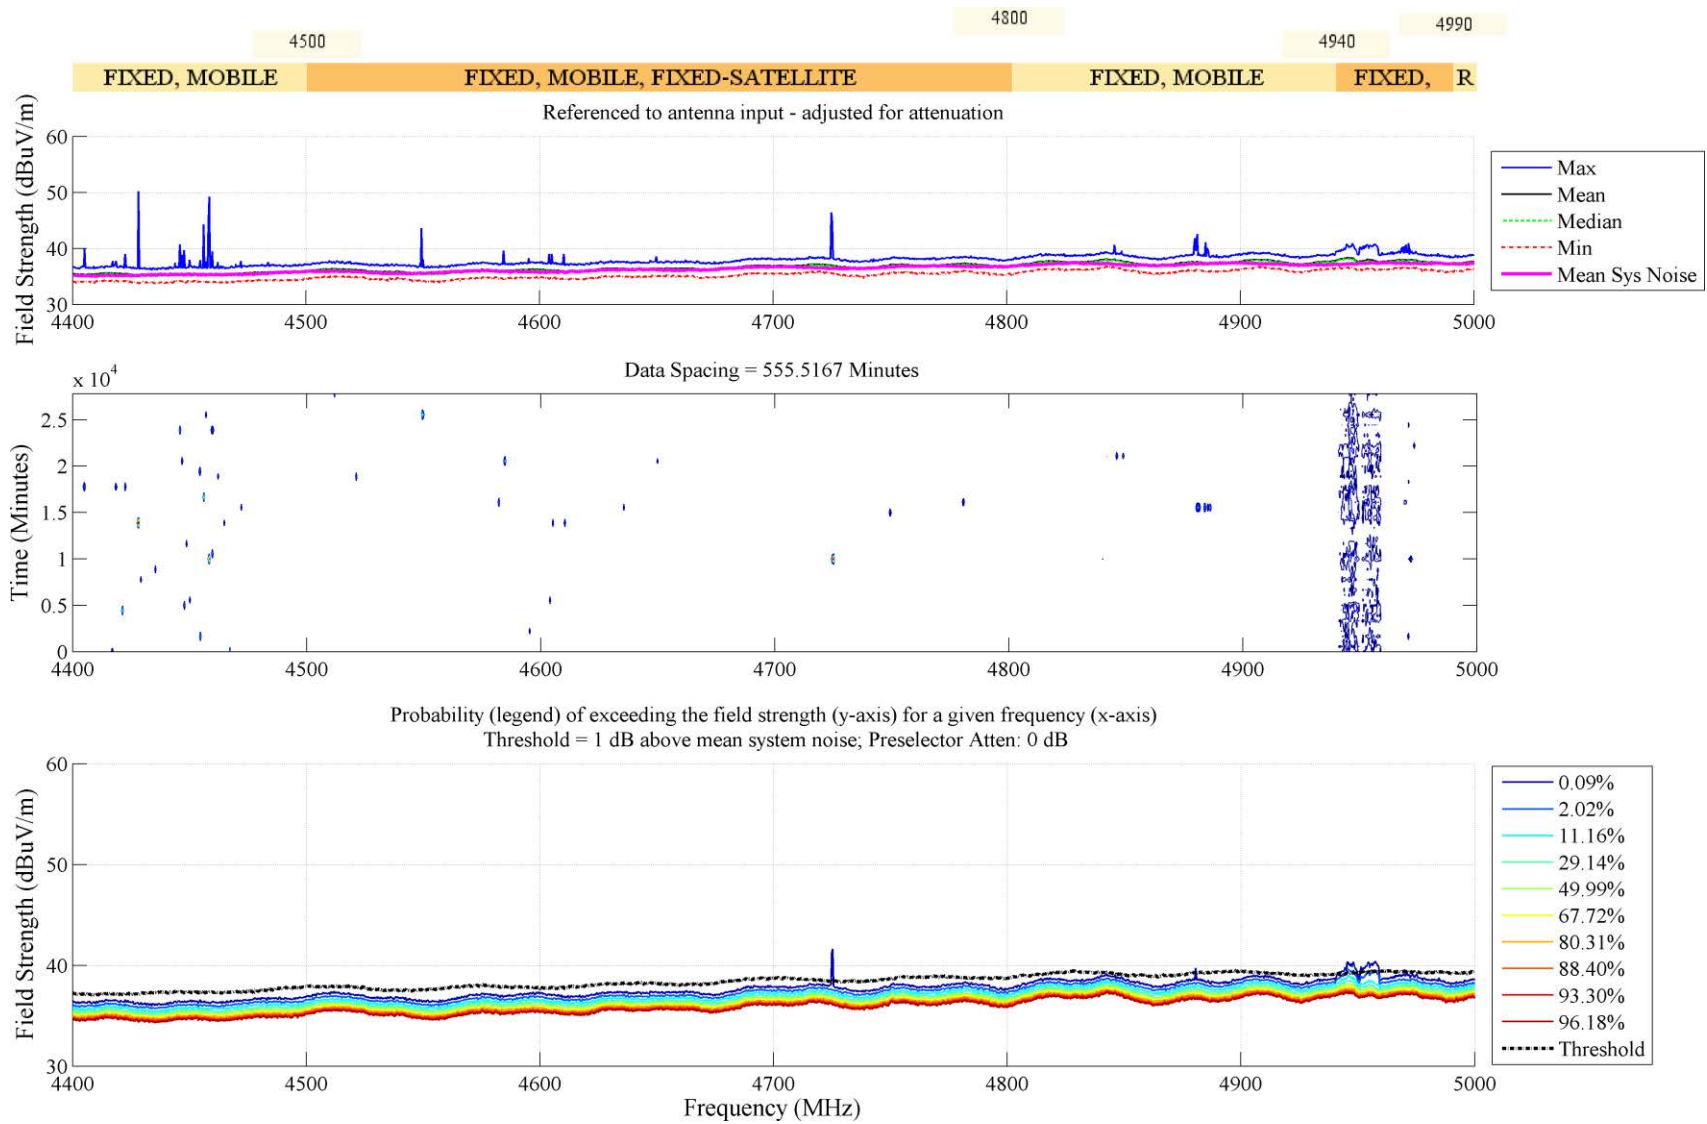 4500
4800
4940
4990
FIXED, MOBILE
FIXED, MOBILE, FIXED-SATELLITE
FIXED, MOBILE
FIXED,
R
Referenced to antenna input - adjusted for attenuation
Field Strength (dBuV/m)
60
50
40
30
4400 4500 4600 4700 4800 4900 5000
Max
Mean
Median
Min
Mean Sys Noise
Data Spacing = 555.5167 Minutes
x 10⁴
Time (Minutes)
2.5
2
1.5
1
0.5
0
4400 4500 4600 4700 4800 4900 5000
Probability (legend) of exceeding the field strength (y-axis) for a given frequency (x-axis)
Threshold = 1 dB above mean system noise; Preselector Atten: 0 dB
Field Strength (dBuV/m)
60
50
40
30
4400 4500 4600 4700 4800 4900 5000
Frequency (MHz)
0.09%
2.02%
11.16%
29.14%
49.99%
67.72%
80.31%
88.40%
93.30%
96.18%
Threshold